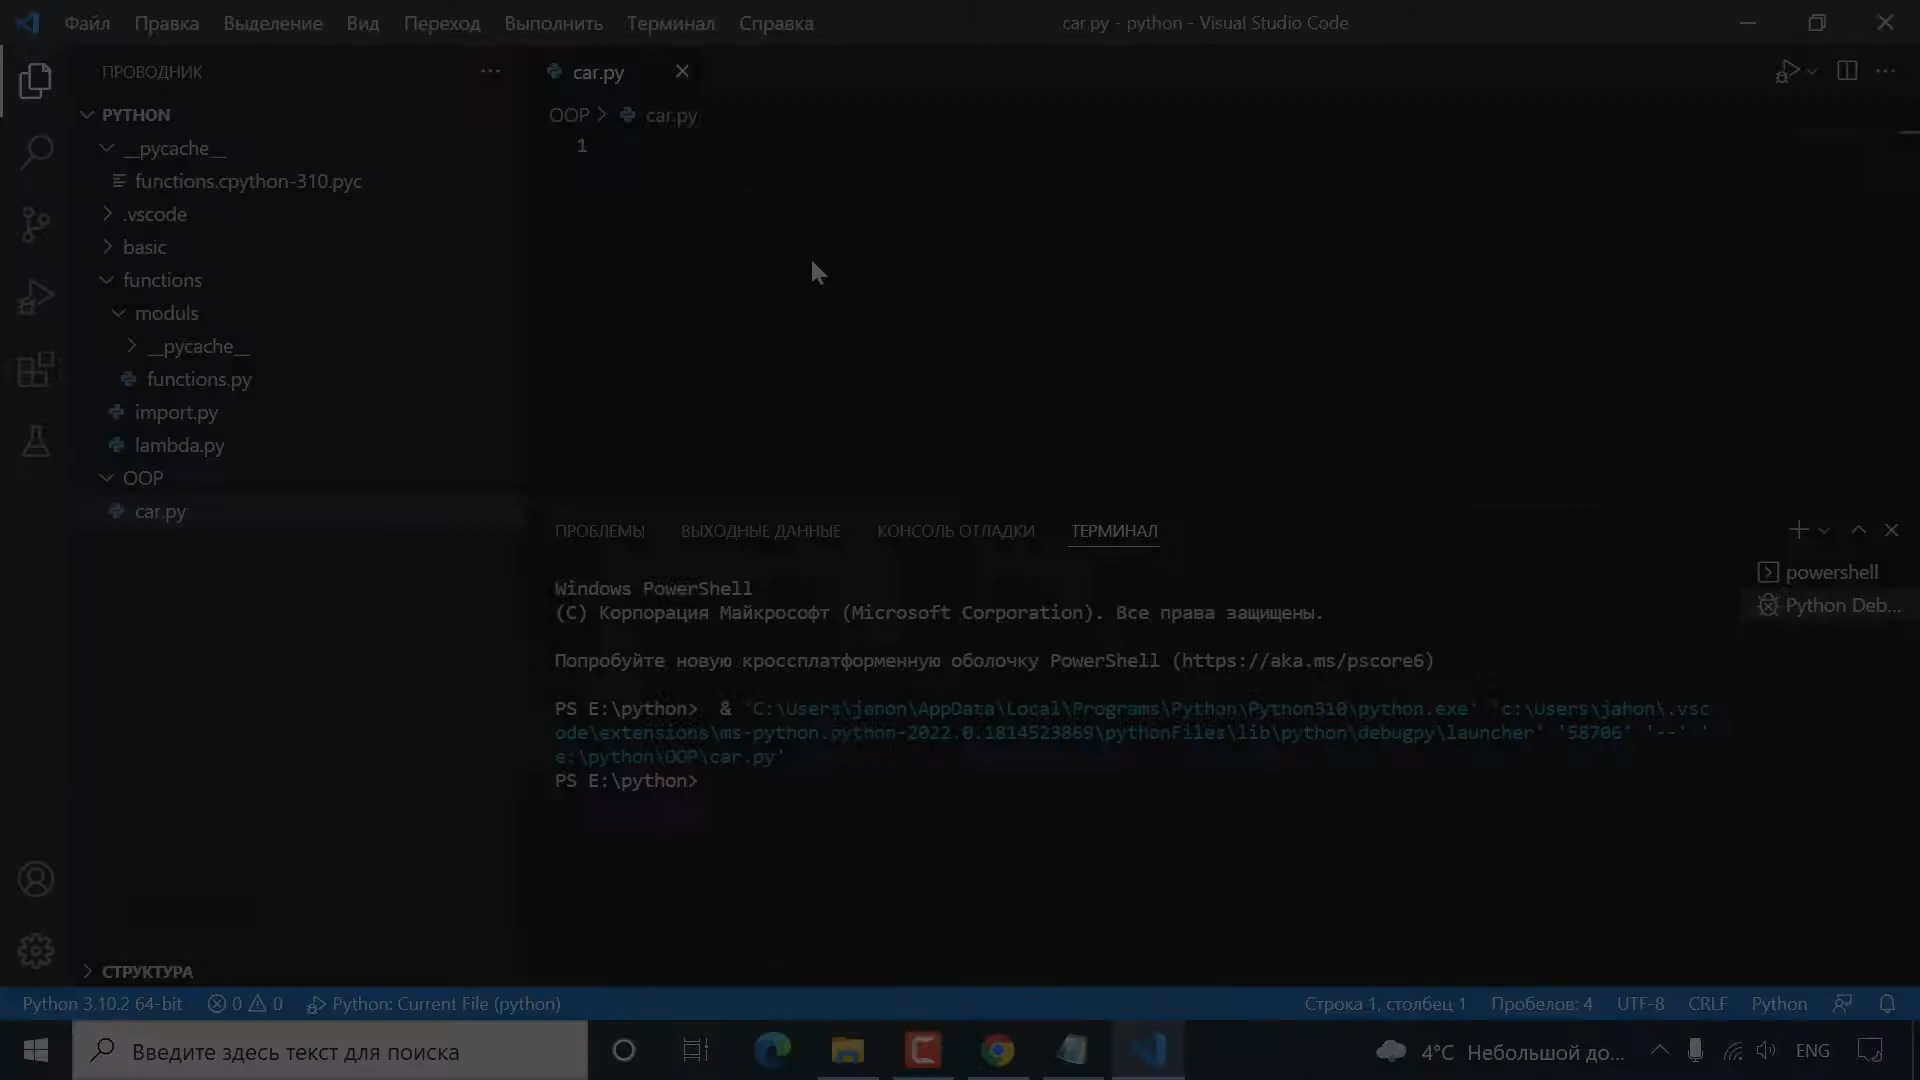 Файл Правка Выделение Вид Переход Выполнить Терминал Справка
car.py - python - Visual Studio Code
ПРОВОДНИК
PYTHON
__pycache__
functions.cpython-310.pyc
.vscode
basic
functions
moduls
__pycache__
functions.py
import.py
lambda.py
OOP
car.py
СТРУКТУРА
car.py
OOP > car.py
1
ПРОБЛЕМЫ ВЫХОДНЫЕ ДАННЫЕ КОНСОЛЬ ОТЛАДКИ ТЕРМИНАЛ
powershell
Python Deb...
Windows PowerShell
(C) Корпорация Майкрософт (Microsoft Corporation). Все права защищены.
Попробуйте новую кроссплатформенную оболочку PowerShell (https://aka.ms/pscore6)
PS E:\python>  & 'C:\Users\jahon\AppData\Local\Programs\Python\Python310\python.exe' 'c:\Users\jahon\.vsc
ode\extensions\ms-python.python-2022.0.1814523869\pythonFiles\lib\python\debugpy\launcher' '58706' '--' '
e:\python\OOP\car.py'
PS E:\python>
Python 3.10.2 64-bit 0 0 Python: Current File (python) Строка 1, столбец 1 Пробелов: 4 UTF-8 CRLF Python
Введите здесь текст для поиска 4°C Небольшой до... ENG